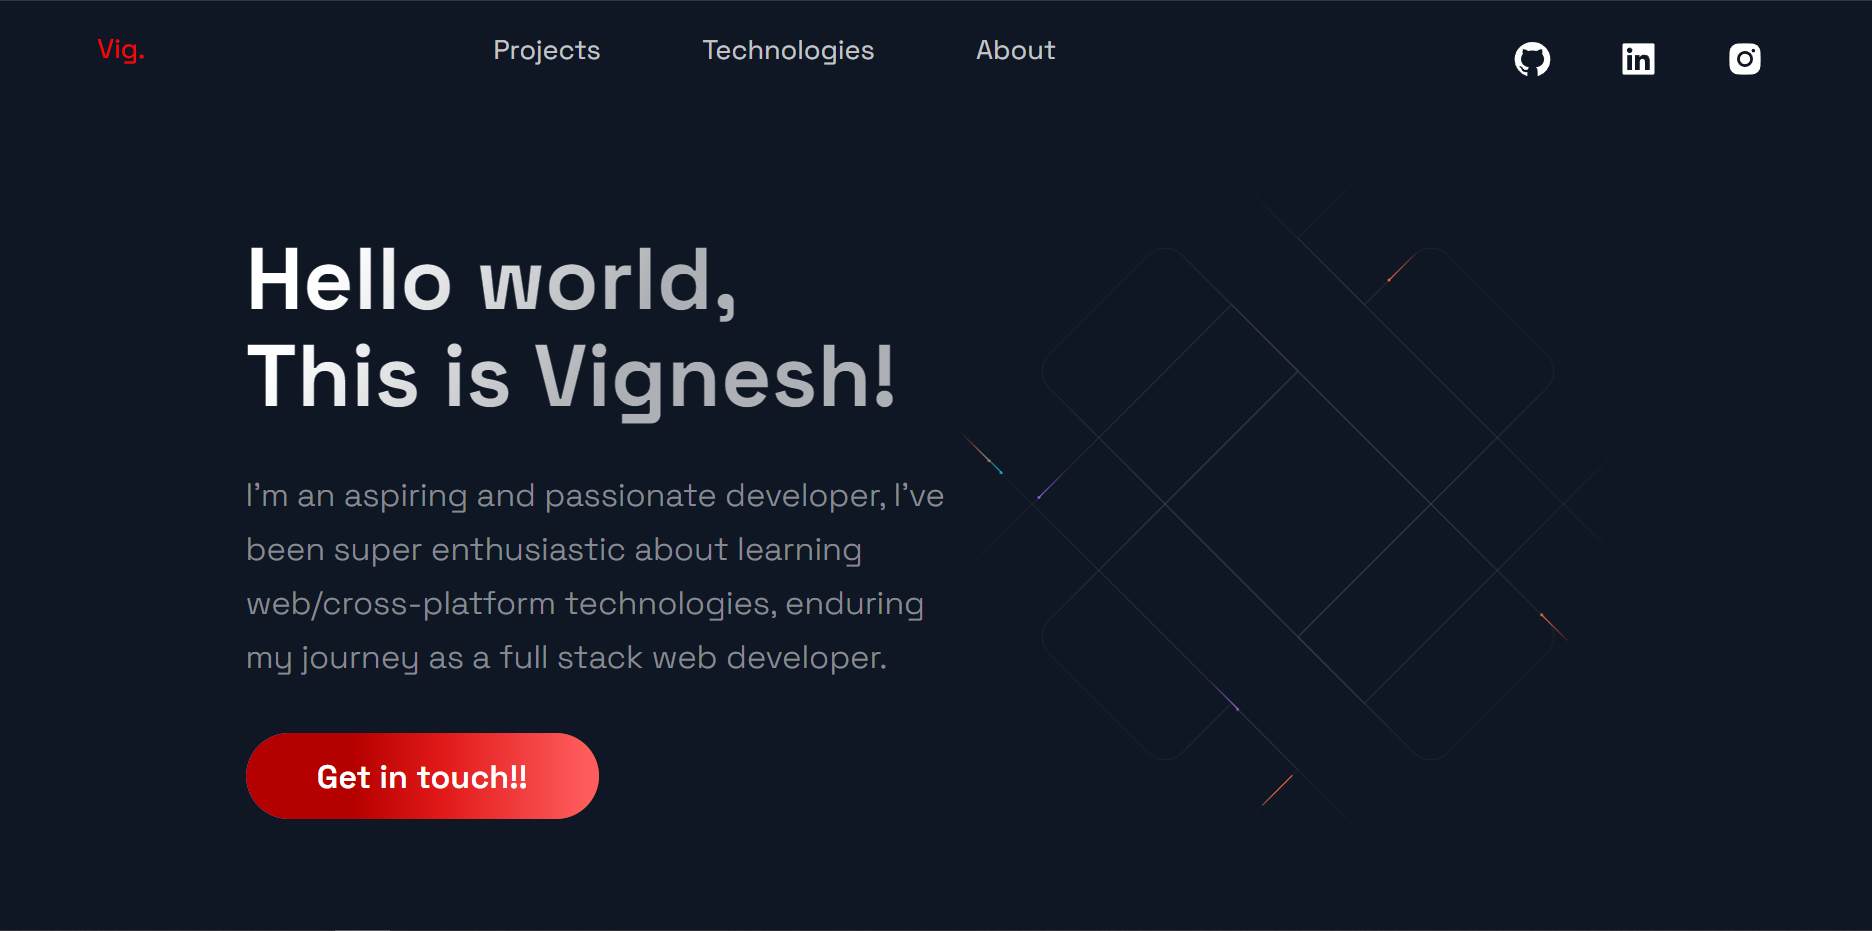 Vig.
Projects
Technologies
About
Hello world,
This is Vignesh!
I’m an aspiring and passionate developer, I’ve
been super enthusiastic about learning
web/cross-platform technologies, enduring
my journey as a full stack web developer.
Get in touch!!